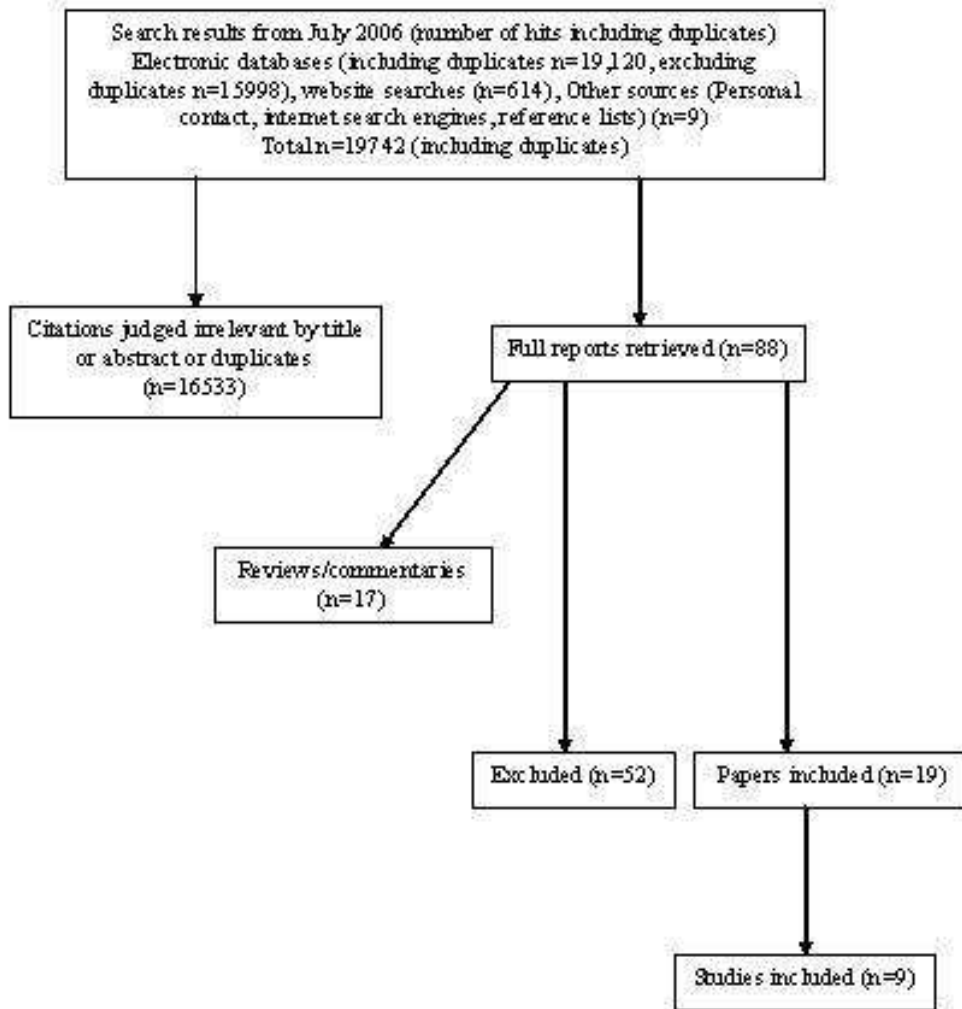 Search results from July 2006 (number of hits including duplicates)
Electronic databases (including duplicates n=19,120, excluding
duplicates n=15998), website searches (n=614), Other sources (Personal
contact, internet search engines, reference lists) (n=9)
Total n=19742 (including duplicates)
Citations judged irrelevant by title
or abstract or duplicates
(n=16533)
Full reports retrieved (n=88)
Reviews/commentaries
(n=17)
Excluded (n=52)
Papers included (n=19)
Studies included (n=9)